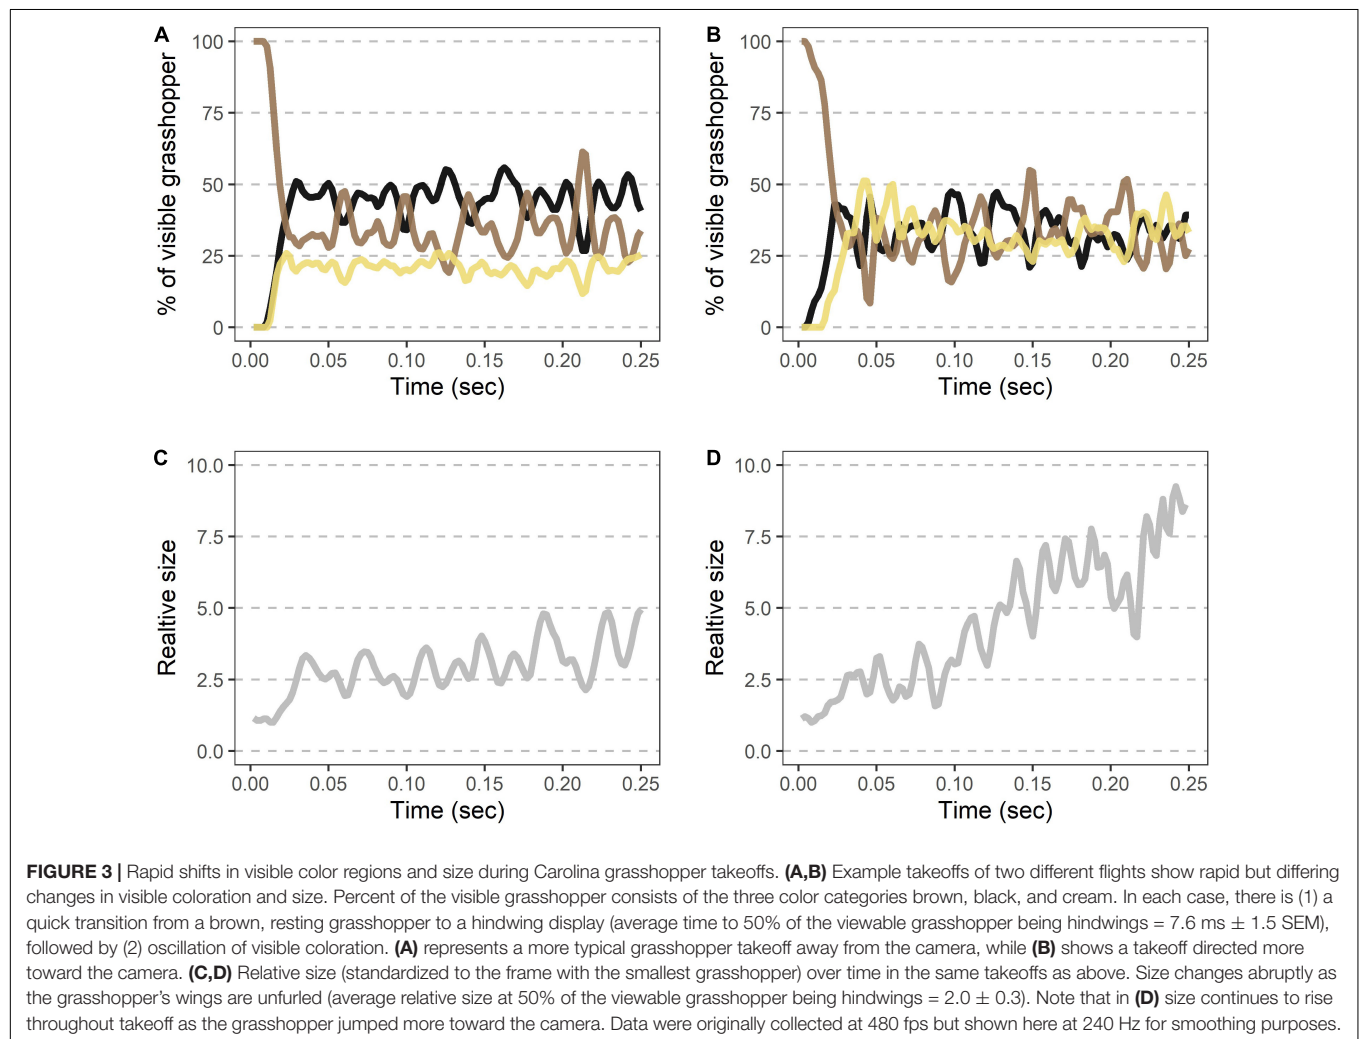 A
100
75
50
25
0
% of visible grasshopper
0.00 0.05 0.10 0.15 0.20 0.25
Time (sec)
B
100
75
50
25
0
% of visible grasshopper
0.00 0.05 0.10 0.15 0.20 0.25
Time (sec)
C
10.0
7.5
5.0
2.5
0.0
Realtive size
0.00 0.05 0.10 0.15 0.20 0.25
Time (sec)
D
10.0
7.5
5.0
2.5
0.0
Realtive size
0.00 0.05 0.10 0.15 0.20 0.25
Time (sec)
FIGURE 3 | Rapid shifts in visible color regions and size during Carolina grasshopper takeoffs. (A,B) Example takeoffs of two different flights show rapid but differing
changes in visible coloration and size. Percent of the visible grasshopper consists of the three color categories brown, black, and cream. In each case, there is (1) a
quick transition from a brown, resting grasshopper to a hindwing display (average time to 50% of the viewable grasshopper being hindwings = 7.6 ms ± 1.5 SEM),
followed by (2) oscillation of visible coloration. (A) represents a more typical grasshopper takeoff away from the camera, while (B) shows a takeoff directed more
toward the camera. (C,D) Relative size (standardized to the frame with the smallest grasshopper) over time in the same takeoffs as above. Size changes abruptly as
the grasshopper's wings are unfurled (average relative size at 50% of the viewable grasshopper being hindwings = 2.0 ± 0.3). Note that in (D) size continues to rise
throughout takeoff as the grasshopper jumped more toward the camera. Data were originally collected at 480 fps but shown here at 240 Hz for smoothing purposes.